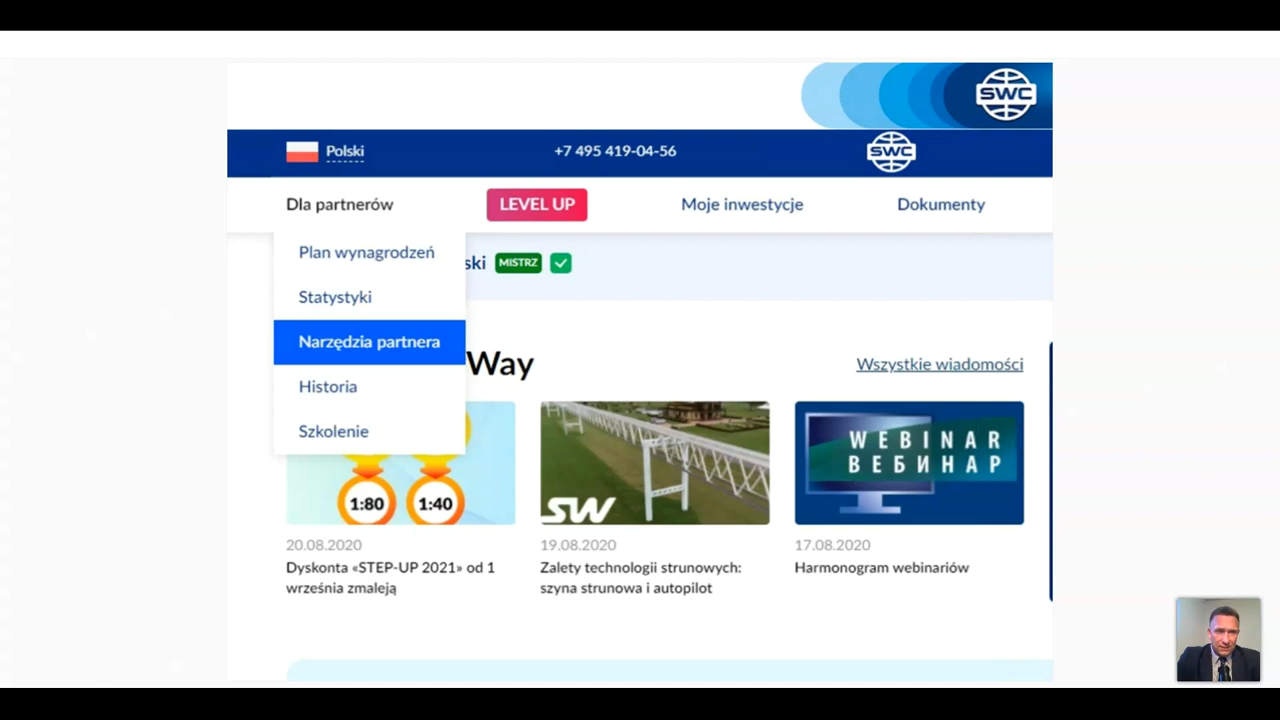 SWC
Polski
+7 495 419-04-56
SWC
Dla partnerów
LEVEL UP
Moje inwestycje
Dokumenty
Plan wynagrodzeń
ski MISTRZ
Statystyki
Narzędzia partnera
Way
Wszystkie wiadomości
Historia
Szkolenie
1:80
1:40
SW
WEBINAR
ВЕБИНАР
20.08.2020
Dyskonta «STEP-UP 2021» od 1
września zmaleją
19.08.2020
Zalety technologii strunowych:
szyna strunowa i autopilot
17.08.2020
Harmonogram webinariów